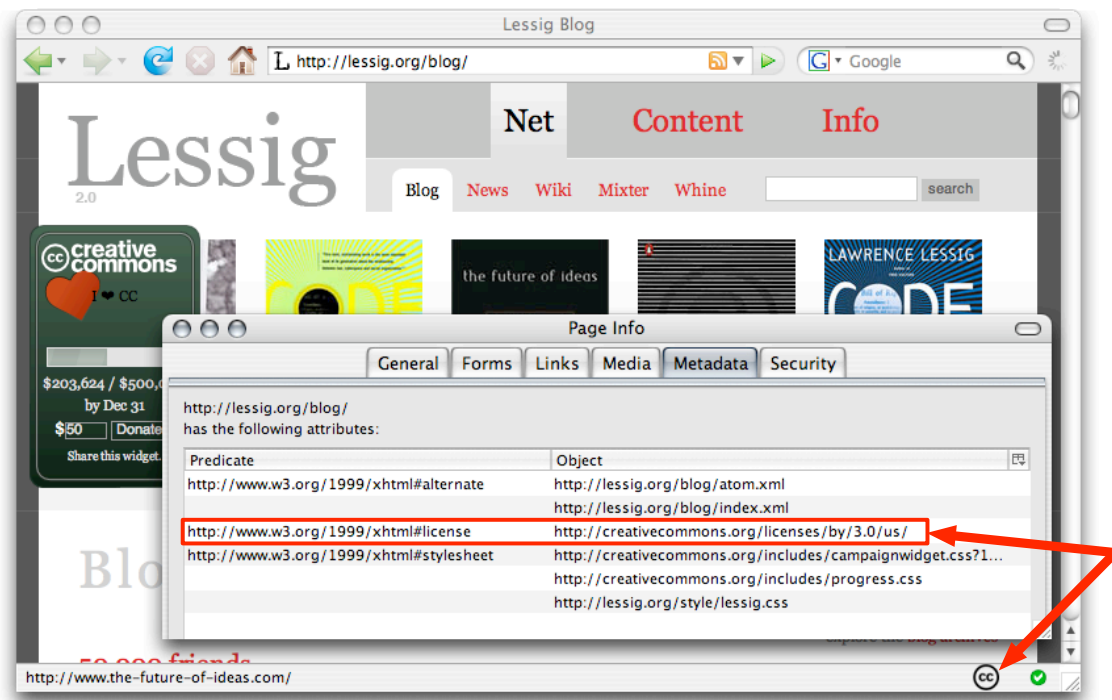 Lessig Blog
L http://lessig.org/blog/
G Google
Lessig
2.0
Net Content Info
Blog News Wiki Mixter Whine search
cc creative commons
I ❤ CC
the future of ideas
LAWRENCE LESSIG
CODE
$203,624 / $500,
by Dec 31
$50 Donate
Share this widget.
Page Info
General Forms Links Media Metadata Security
http://lessig.org/blog/
has the following attributes:
Predicate Object
http://www.w3.org/1999/xhtml#alternate http://lessig.org/blog/atom.xml
http://lessig.org/blog/index.xml
http://www.w3.org/1999/xhtml#license http://creativecommons.org/licenses/by/3.0/us/
http://www.w3.org/1999/xhtml#stylesheet http://creativecommons.org/includes/campaignwidget.css?1...
http://creativecommons.org/includes/progress.css
http://lessig.org/style/lessig.css
Blo
50,000 friends
http://www.the-future-of-ideas.com/
cc